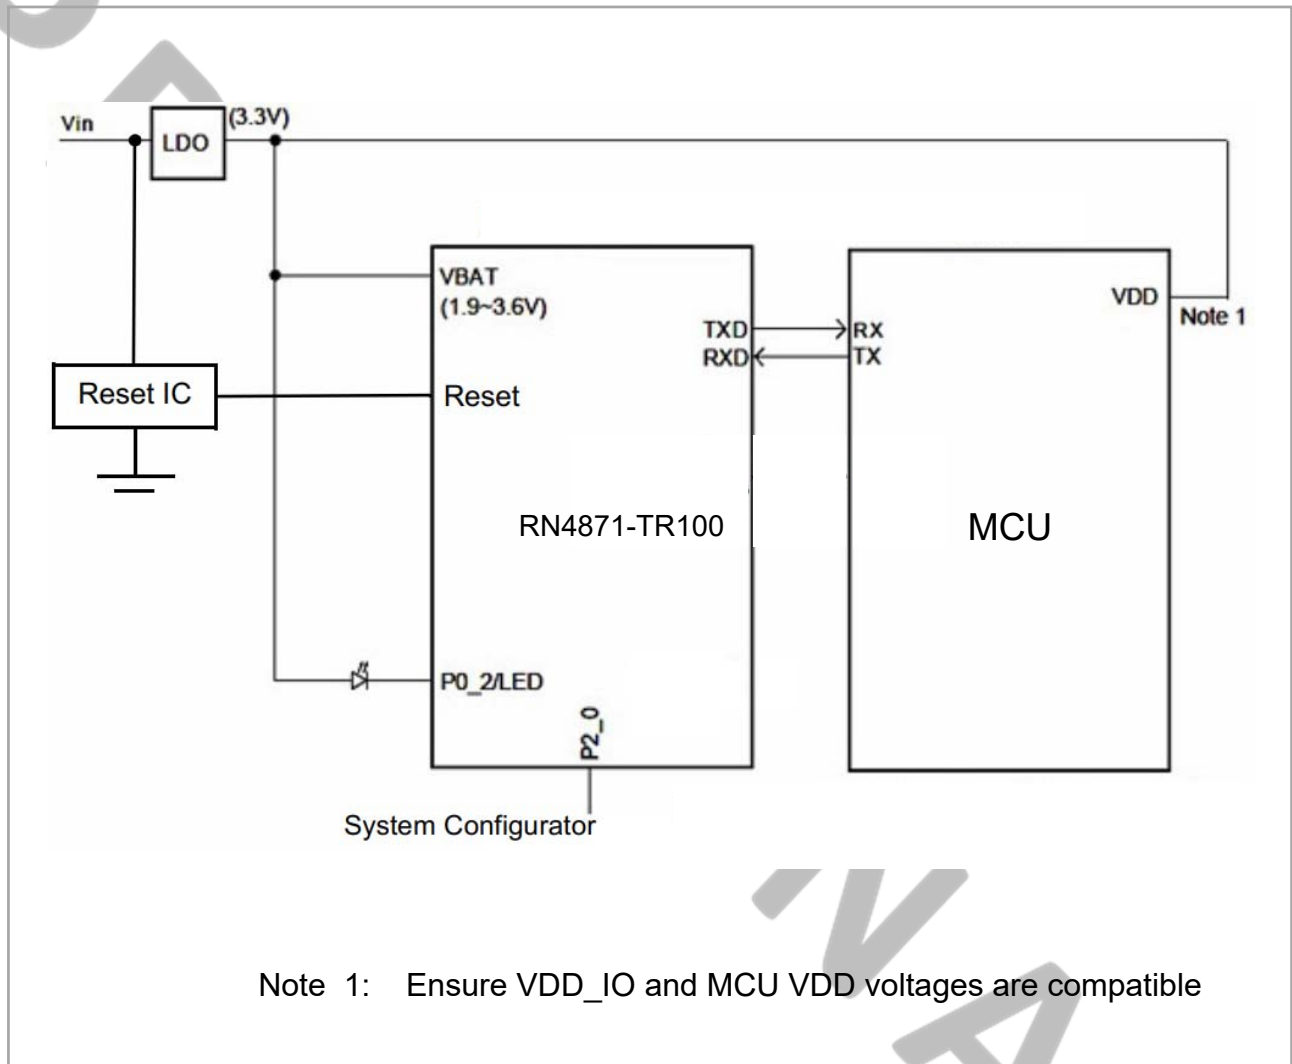 Vin
LDO
(3.3V)
VBAT
(1.9~3.6V)
VDD
Note 1
TXD
RX
RXD
TX
Reset IC
Reset
RN4871-TR100
MCU
P0_2/LED
P2_0
System Configurator
Note 1: Ensure VDD_IO and MCU VDD voltages are compatible